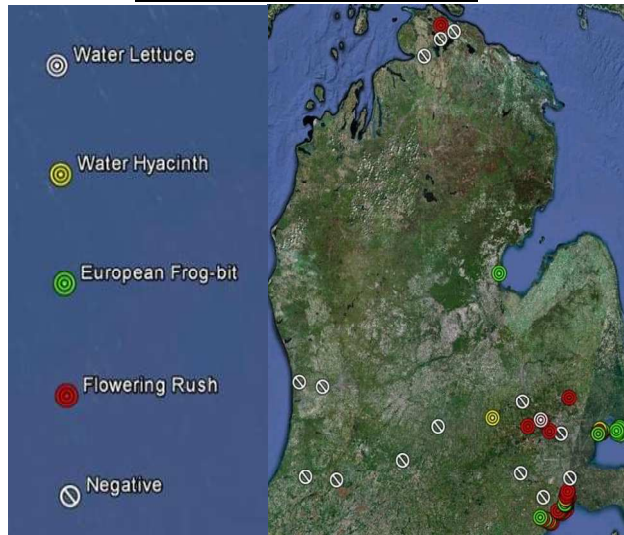 Water Lettuce
Water Hyacinth
European Frog-bit
Flowering Rush
Negative